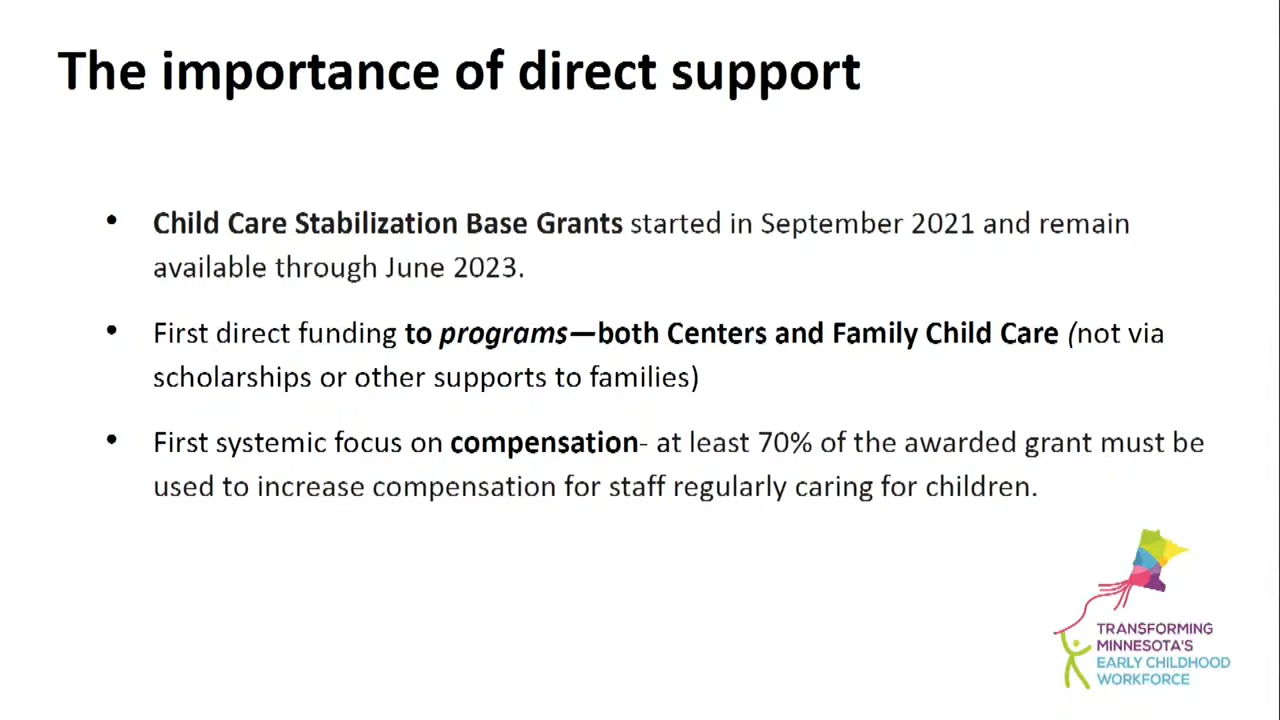 The importance of direct support
• Child Care Stabilization Base Grants started in September 2021 and remain
available through June 2023.
• First direct funding to programs—both Centers and Family Child Care (not via
scholarships or other supports to families)
• First systemic focus on compensation- at least 70% of the awarded grant must be
used to increase compensation for staff regularly caring for children.
TRANSFORMING
MINNESOTA'S
EARLY CHILDHOOD
WORKFORCE